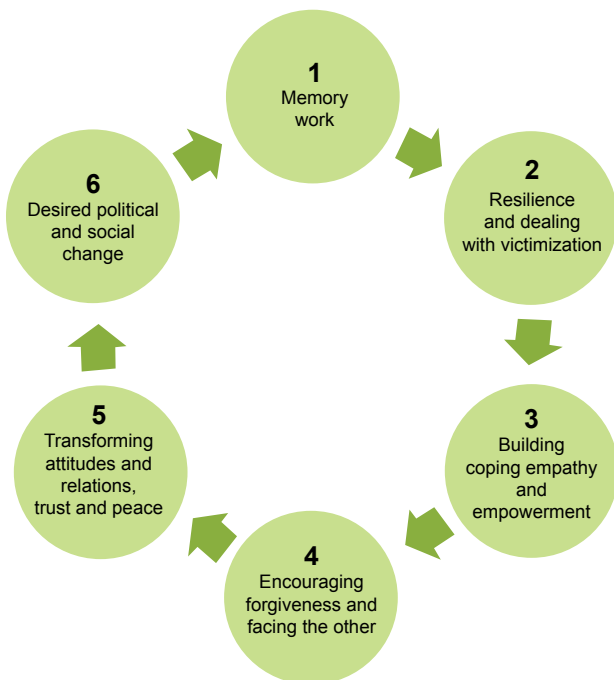 1
Memory
work
2
Resilience
and dealing
with victimization
3
Building
coping empathy
and
empowerment
4
Encouraging
forgiveness and
facing the other
5
Transforming
attitudes and
relations,
trust and peace
6
Desired political
and social
change